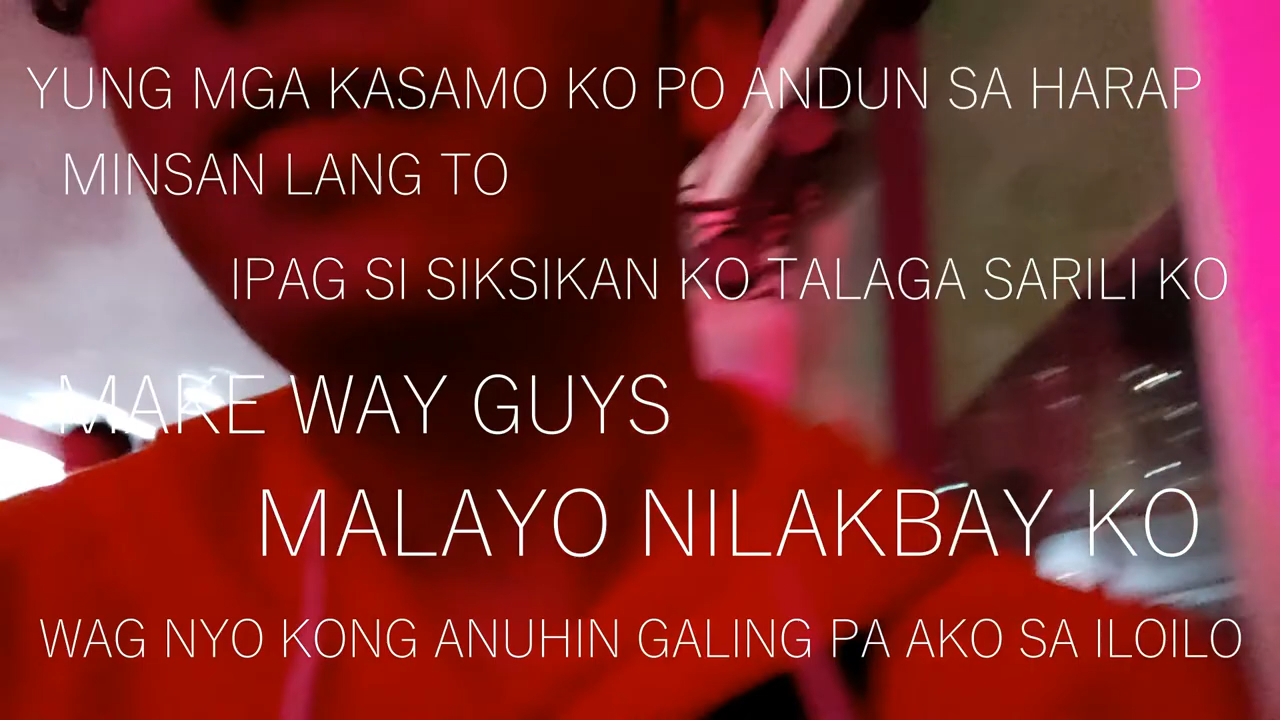 YUNG MGA KASAMO KO PO ANDUN SA HARAP
MINSAN LANG TO
IPAG SI SIKSIKAN KO TALAGA SARILI KO
MAKE WAY GUYS
MALAYO NILAKBAY KO
WAG NYO KONG ANUHIN GALING PA AKO SA ILOILO